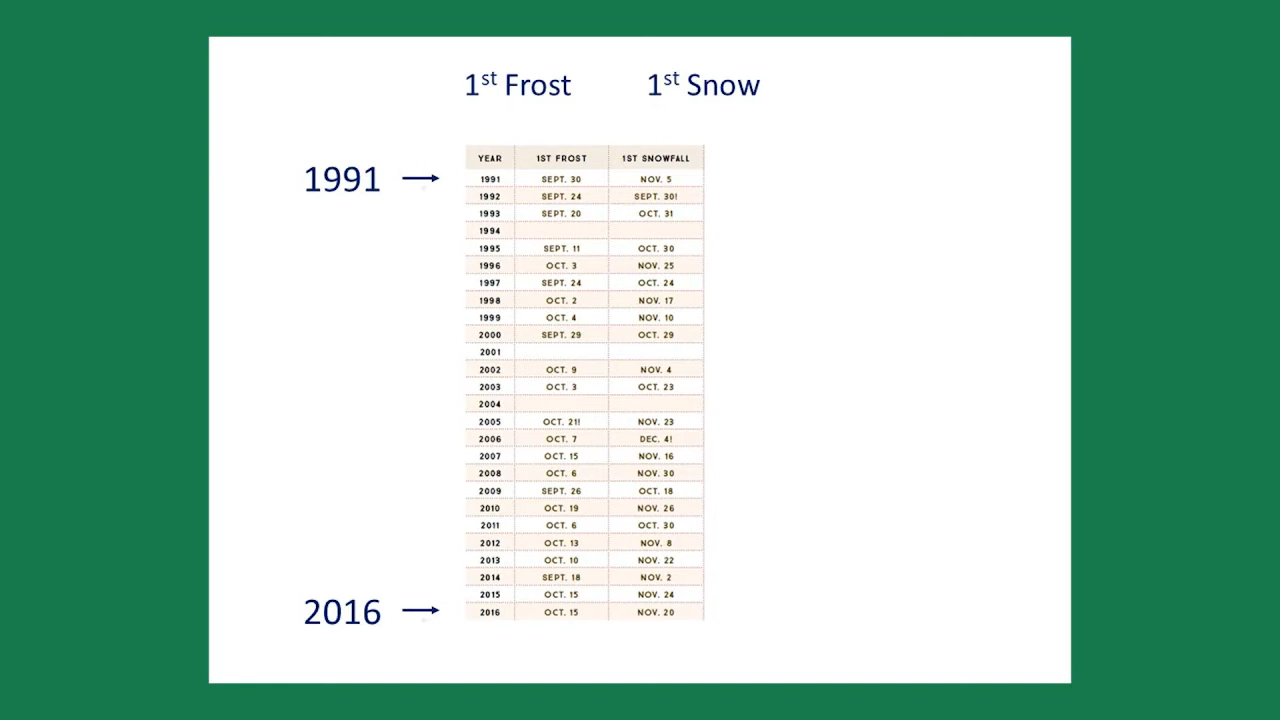 1st Frost 1st Snow
YEAR 1ST FROST 1ST SNOWFALL
1991 → 1991 SEPT. 30 NOV. 5
1992 SEPT. 24 SEPT. 30!
1993 SEPT. 20 OCT. 31
1994
1995 SEPT. 11 OCT. 30
1996 OCT. 3 NOV. 25
1997 SEPT. 24 OCT. 24
1998 OCT. 2 NOV. 17
1999 OCT. 4 NOV. 10
2000 SEPT. 29 OCT. 29
2001
2002 OCT. 9 NOV. 4
2003 OCT. 3 OCT. 23
2004
2005 OCT. 21! NOV. 23
2006 OCT. 7 DEC. 4!
2007 OCT. 15 NOV. 16
2008 OCT. 6 NOV. 30
2009 SEPT. 26 OCT. 18
2010 OCT. 19 NOV. 26
2011 OCT. 6 OCT. 30
2012 OCT. 13 NOV. 8
2013 OCT. 10 NOV. 22
2014 SEPT. 18 NOV. 2
2015 OCT. 15 NOV. 24
2016 → 2016 OCT. 15 NOV. 20